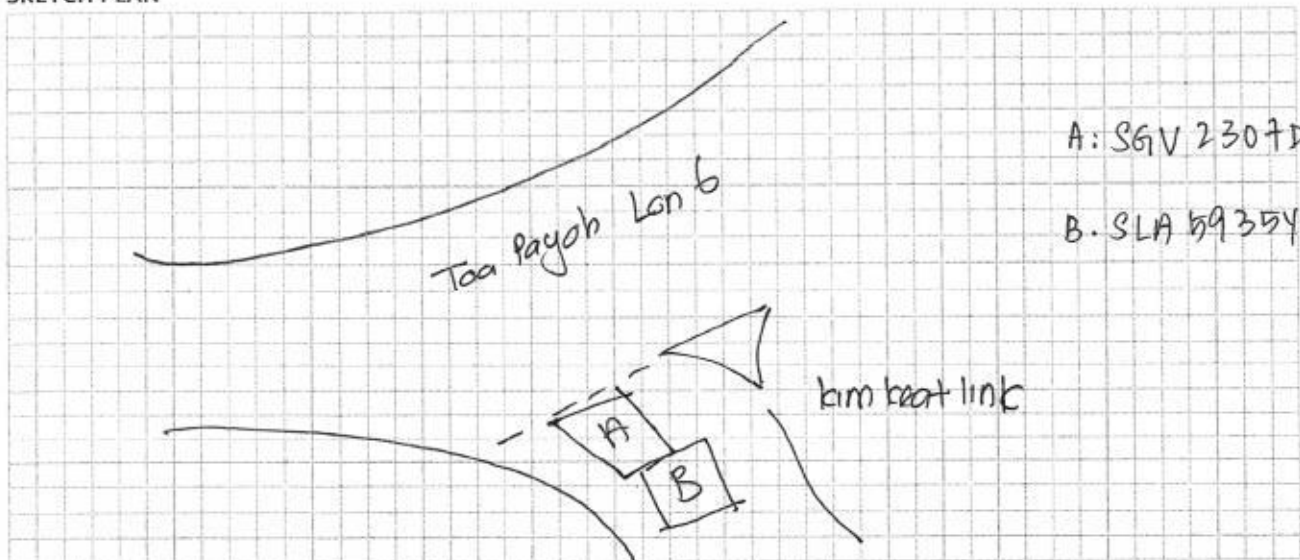 SKETCH PLAN
A: SGV 2307D
Toa Payoh Lor 6
B. SLA 5935Y
kim keat link
A
B